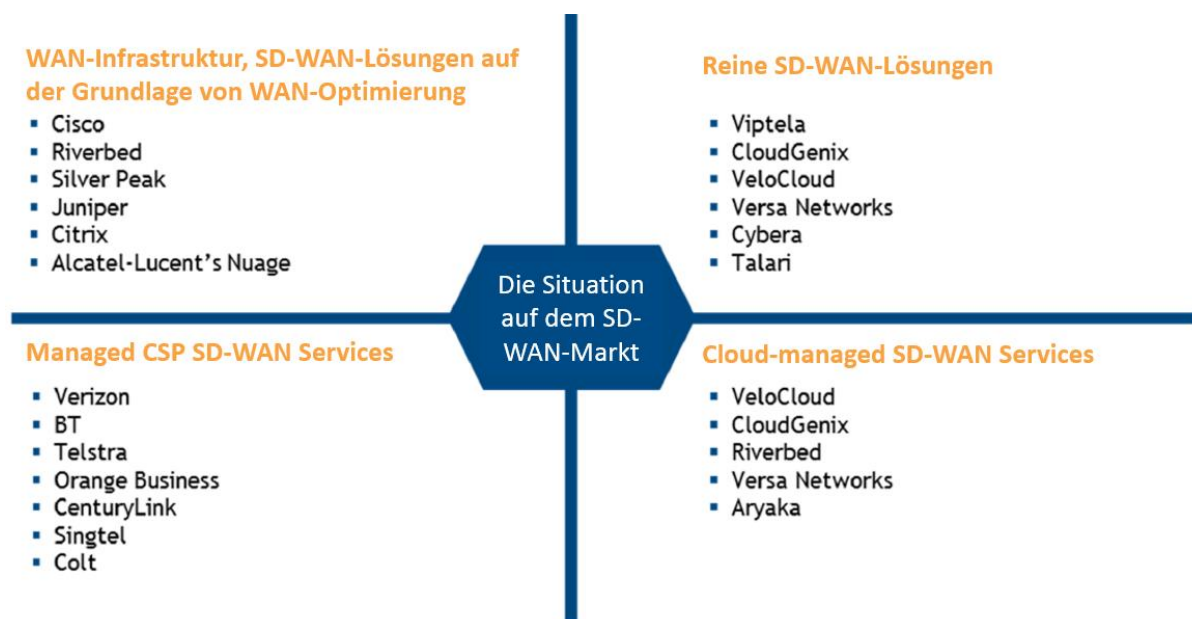 WAN-Infrastruktur, SD-WAN-Lösungen auf
der Grundlage von WAN-Optimierung
▪ Cisco
▪ Riverbed
▪ Silver Peak
▪ Juniper
▪ Citrix
▪ Alcatel-Lucent's Nuage
Reine SD-WAN-Lösungen
▪ Viptela
▪ CloudGenix
▪ VeloCloud
▪ Versa Networks
▪ Cybera
▪ Talari
Die Situation
auf dem SD-
WAN-Markt
Managed CSP SD-WAN Services
▪ Verizon
▪ BT
▪ Telstra
▪ Orange Business
▪ CenturyLink
▪ Singtel
▪ Colt
Cloud-managed SD-WAN Services
▪ VeloCloud
▪ CloudGenix
▪ Riverbed
▪ Versa Networks
▪ Aryaka